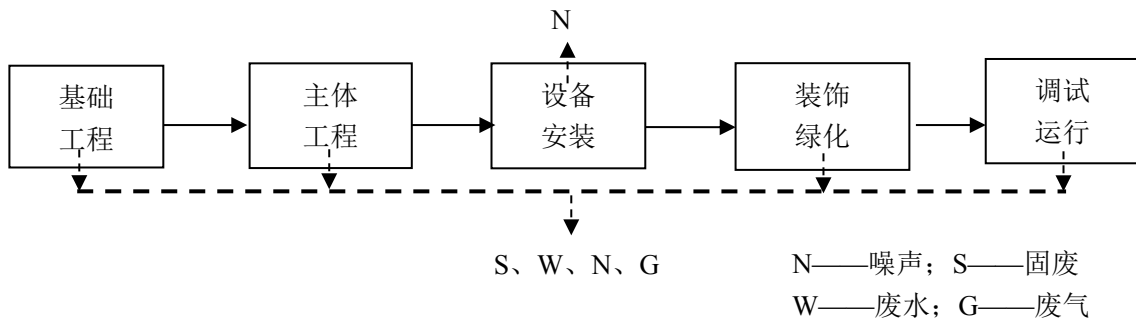 N
基础
工程
主体
工程
设备
安装
装饰
绿化
调试
运行
S、W、N、G
N——噪声；S——固废
W——废水；G——废气